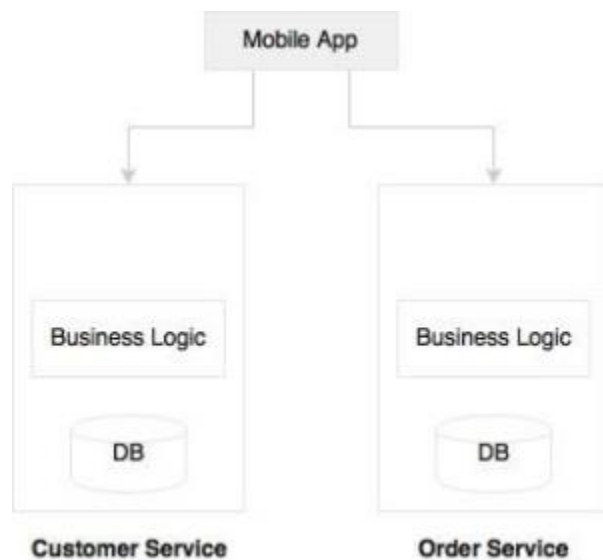 Mobile App
Business Logic
Business Logic
DB
DB
Customer Service
Order Service